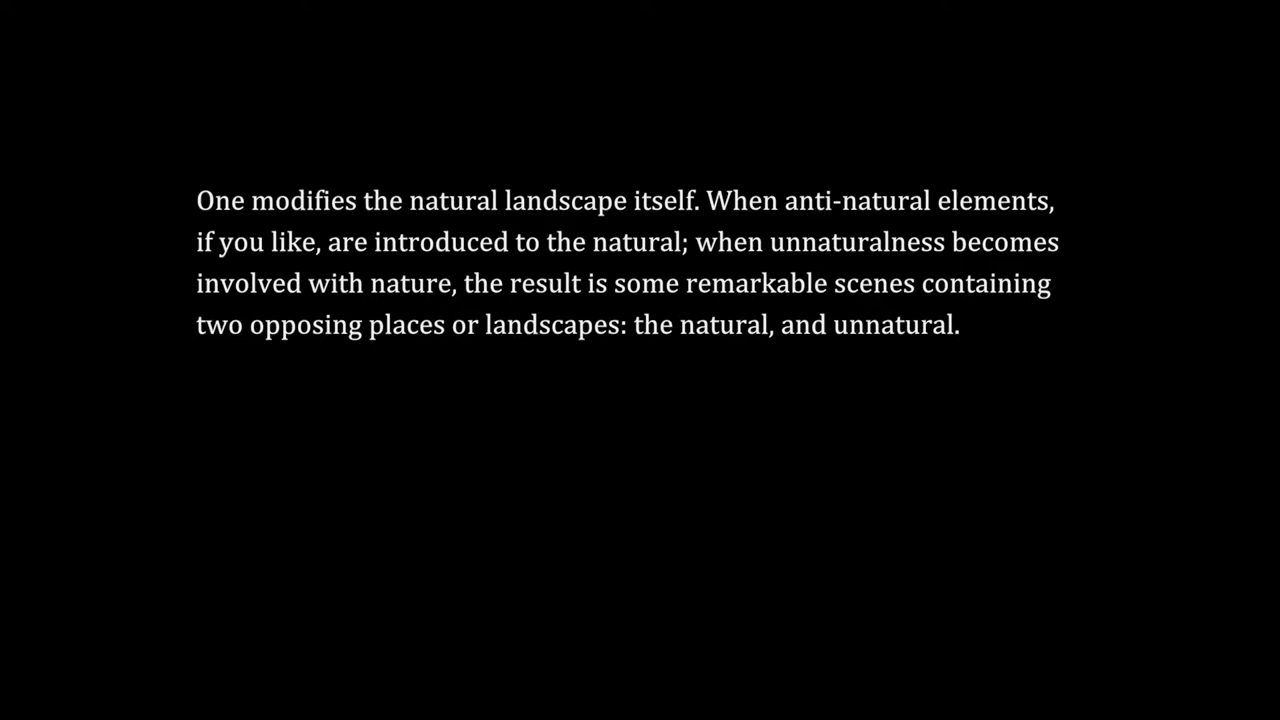 One modifies the natural landscape itself. When anti-natural elements,
if you like, are introduced to the natural; when unnaturalness becomes
involved with nature, the result is some remarkable scenes containing
two opposing places or landscapes: the natural, and unnatural.